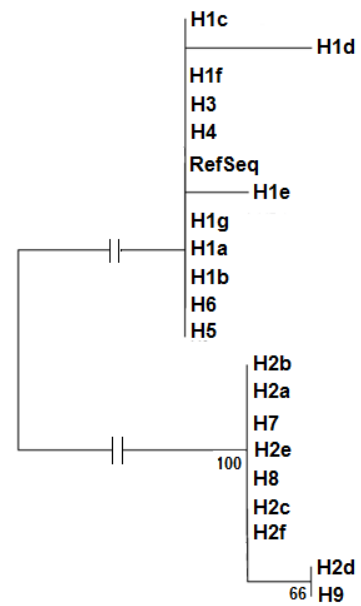 H1c
H1d
H1f
H3
H4
RefSeq
H1e
H1g
H1a
H1b
H6
H5
H2b
H2a
H7
H2e
100
H8
H2c
H2f
H2d
66
H9